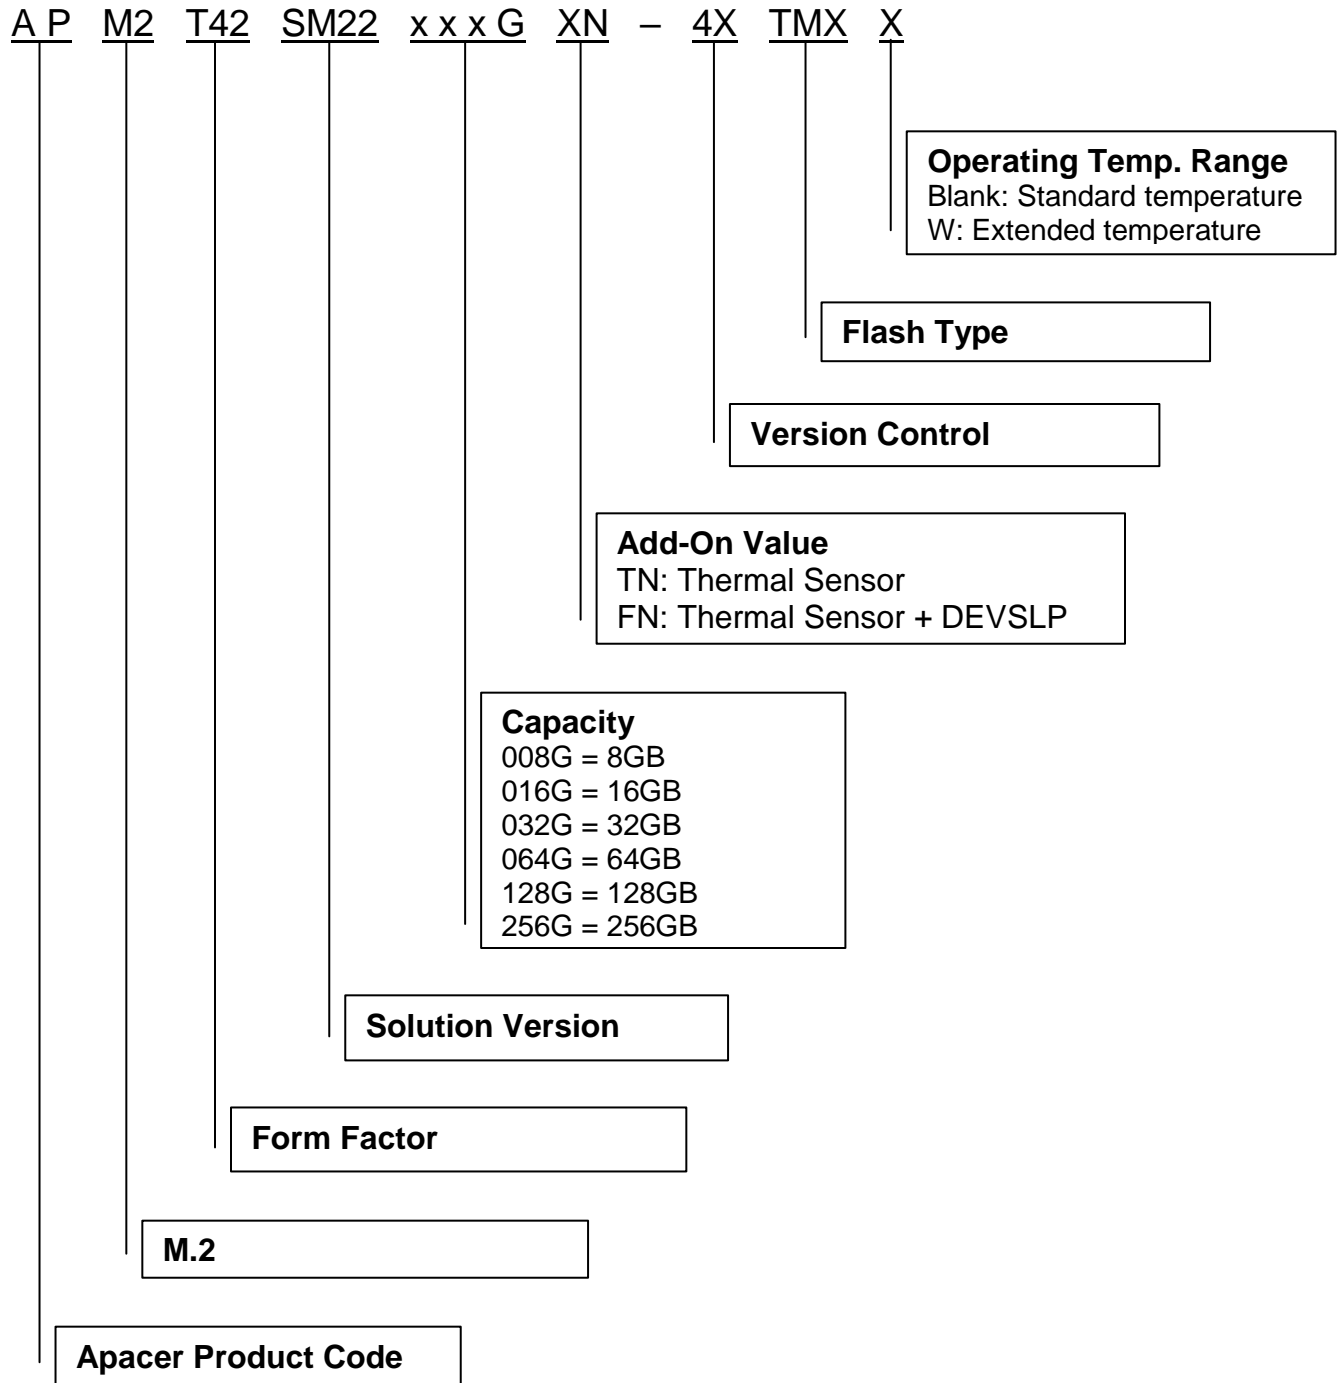 A P M2 T42 SM22 x x x G XN – 4X TMX X
Operating Temp. Range
Blank: Standard temperature
W: Extended temperature
Flash Type
Version Control
Add-On Value
TN: Thermal Sensor
FN: Thermal Sensor + DEVSLP
Capacity
008G = 8GB
016G = 16GB
032G = 32GB
064G = 64GB
128G = 128GB
256G = 256GB
Solution Version
Form Factor
M.2
Apacer Product Code